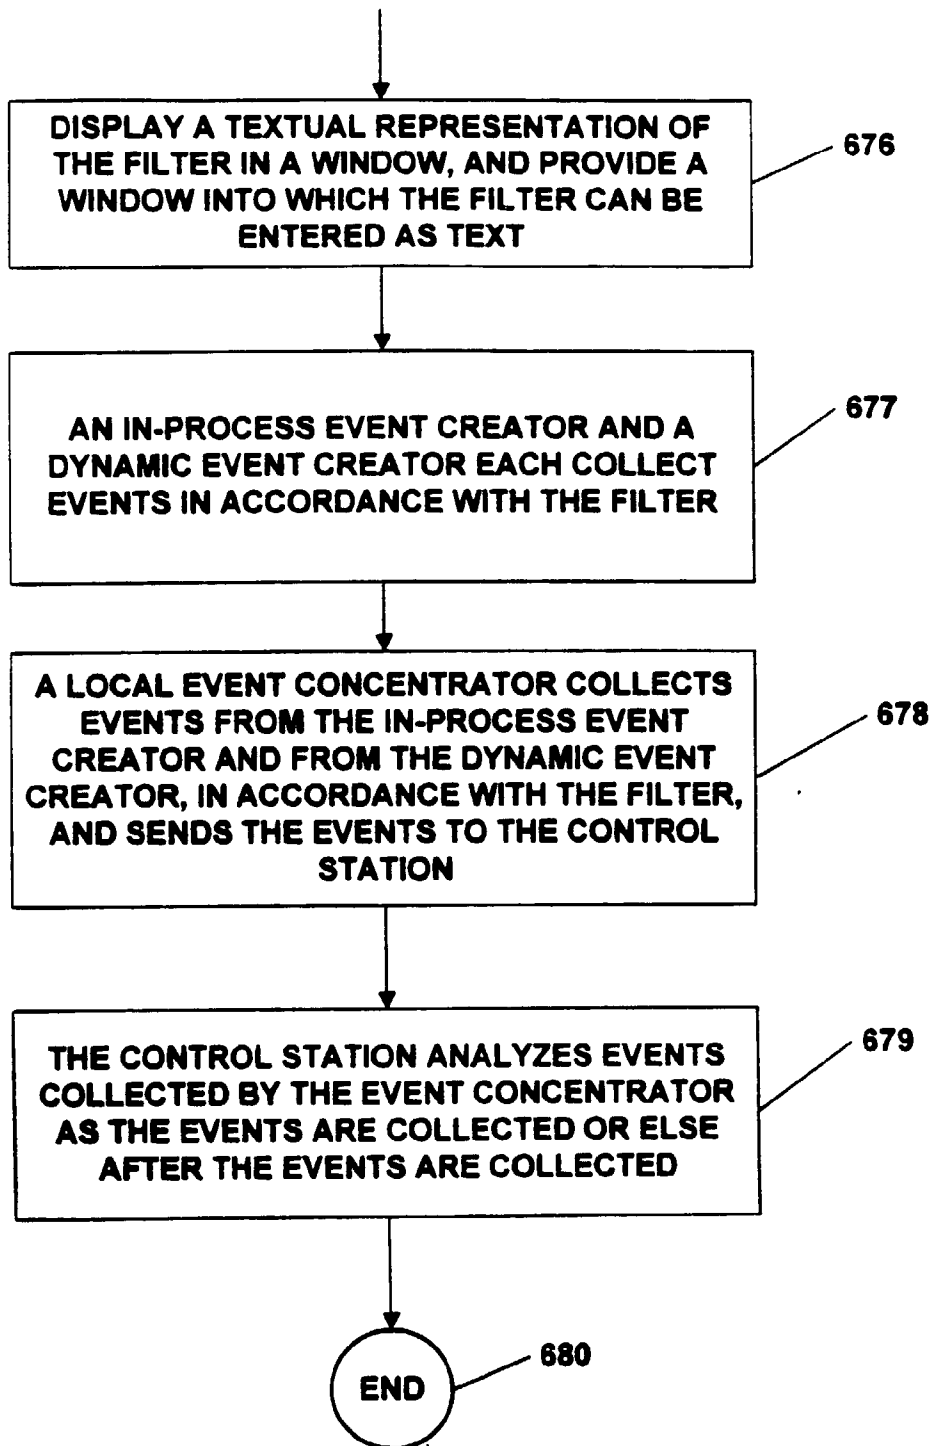 DISPLAY A TEXTUAL REPRESENTATION OF
THE FILTER IN A WINDOW, AND PROVIDE A
WINDOW INTO WHICH THE FILTER CAN BE
ENTERED AS TEXT
676
AN IN-PROCESS EVENT CREATOR AND A
DYNAMIC EVENT CREATOR EACH COLLECT
EVENTS IN ACCORDANCE WITH THE FILTER
677
A LOCAL EVENT CONCENTRATOR COLLECTS
EVENTS FROM THE IN-PROCESS EVENT
CREATOR AND FROM THE DYNAMIC EVENT
CREATOR, IN ACCORDANCE WITH THE FILTER,
AND SENDS THE EVENTS TO THE CONTROL
STATION
678
THE CONTROL STATION ANALYZES EVENTS
COLLECTED BY THE EVENT CONCENTRATOR
AS THE EVENTS ARE COLLECTED OR ELSE
AFTER THE EVENTS ARE COLLECTED
679
END
680